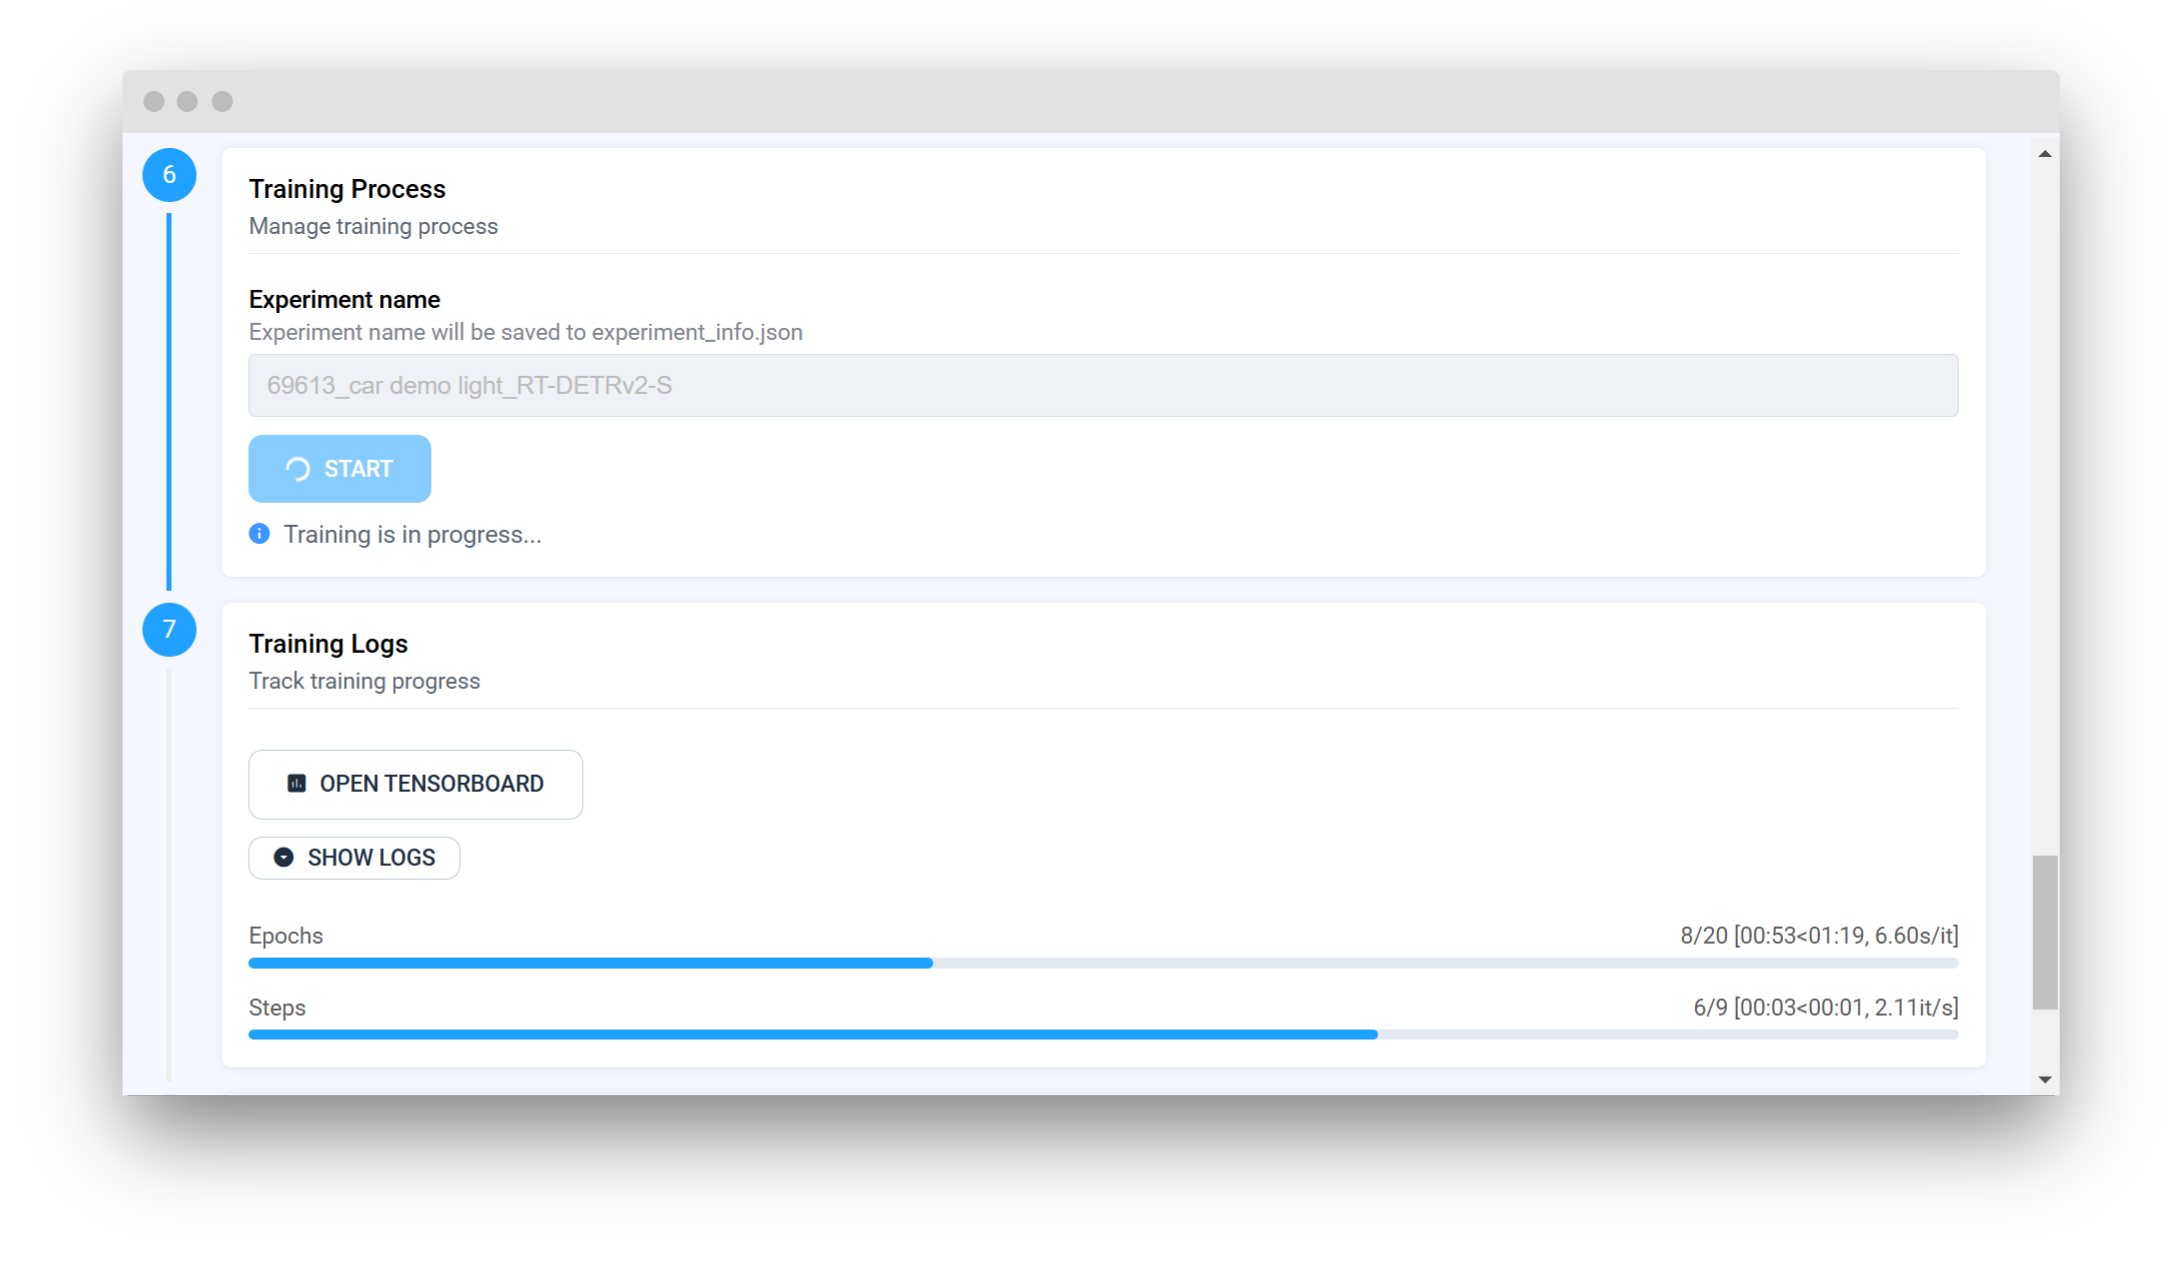 6
Training Process
Manage training process
Experiment name
Experiment name will be saved to experiment_info.json
69613_car demo light_RT-DETRv2-S
START
Training is in progress...
7
Training Logs
Track training progress
OPEN TENSORBOARD
SHOW LOGS
Epochs 8/20 [00:53<01:19, 6.60s/it]
Steps 6/9 [00:03<00:01, 2.11it/s]